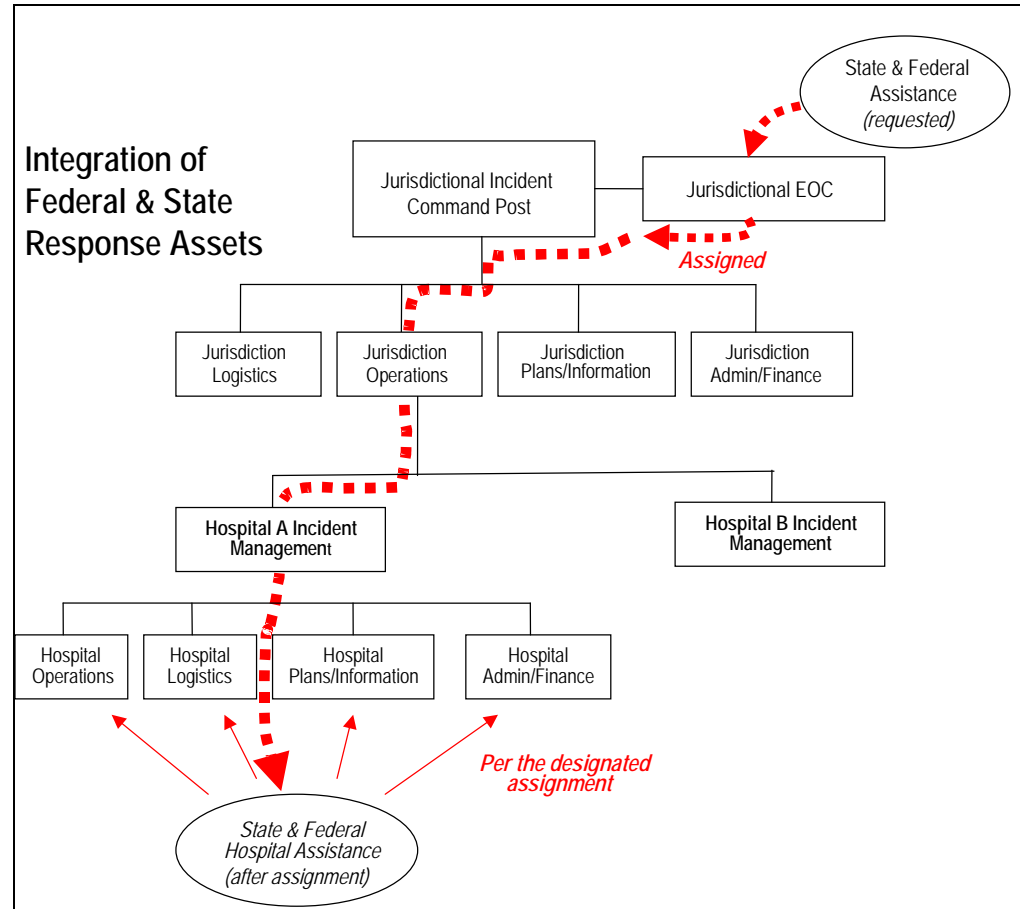 State & Federal
Assistance
(requested)
Integration of
Federal & State
Response Assets
Jurisdictional Incident
Command Post
Jurisdictional EOC
Assigned
Jurisdiction
Logistics
Jurisdiction
Operations
Jurisdiction
Plans/Information
Jurisdiction
Admin/Finance
Hospital A Incident
Management
Hospital B Incident
Management
Hospital
Operations
Hospital
Logistics
Hospital
Plans/Information
Hospital
Admin/Finance
Per the designated
assignment
State & Federal
Hospital Assistance
(after assignment)